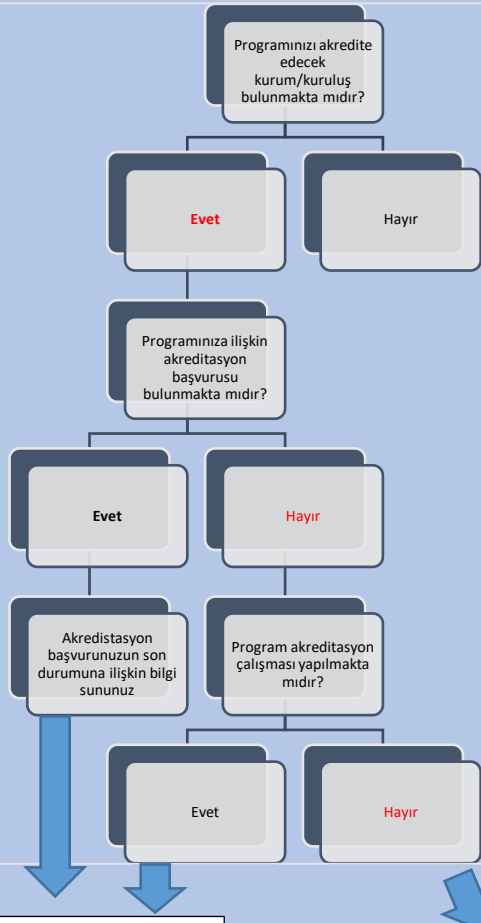 Programınızı akredite
edecek
kurum/kuruluş
bulunmakta mıdır?
Evet
Hayır
Programınıza ilişkin
akreditasyon
başvurusu
bulunmakta mıdır?
Evet
Hayır
Akredistasyon
başvurunuzun son
durumuna ilişkin bilgi
sununuz
Program akreditasyon
çalışması yapılmakta
mıdır?
Evet
Hayır